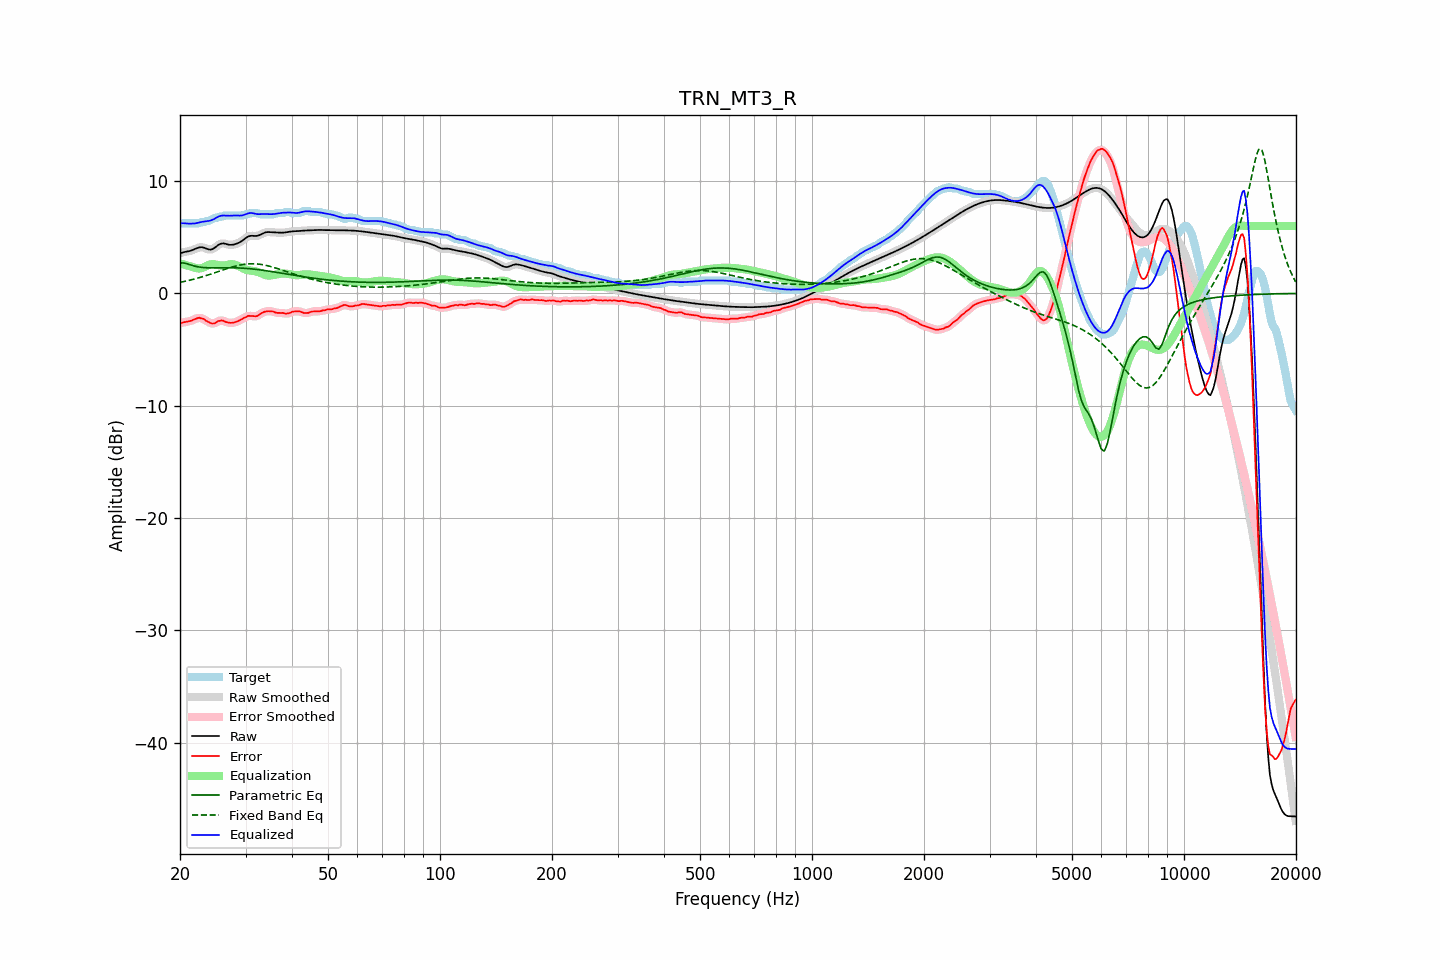 TRN_MT3_R
Amplitude (dBr)
10
0
−10
−20
−30
−40
Target
Raw Smoothed
Error Smoothed
Raw
Error
Equalization
Parametric Eq
Fixed Band Eq
Equalized
20 50 100 200 500 1000 2000 5000 10000 20000
Frequency (Hz)